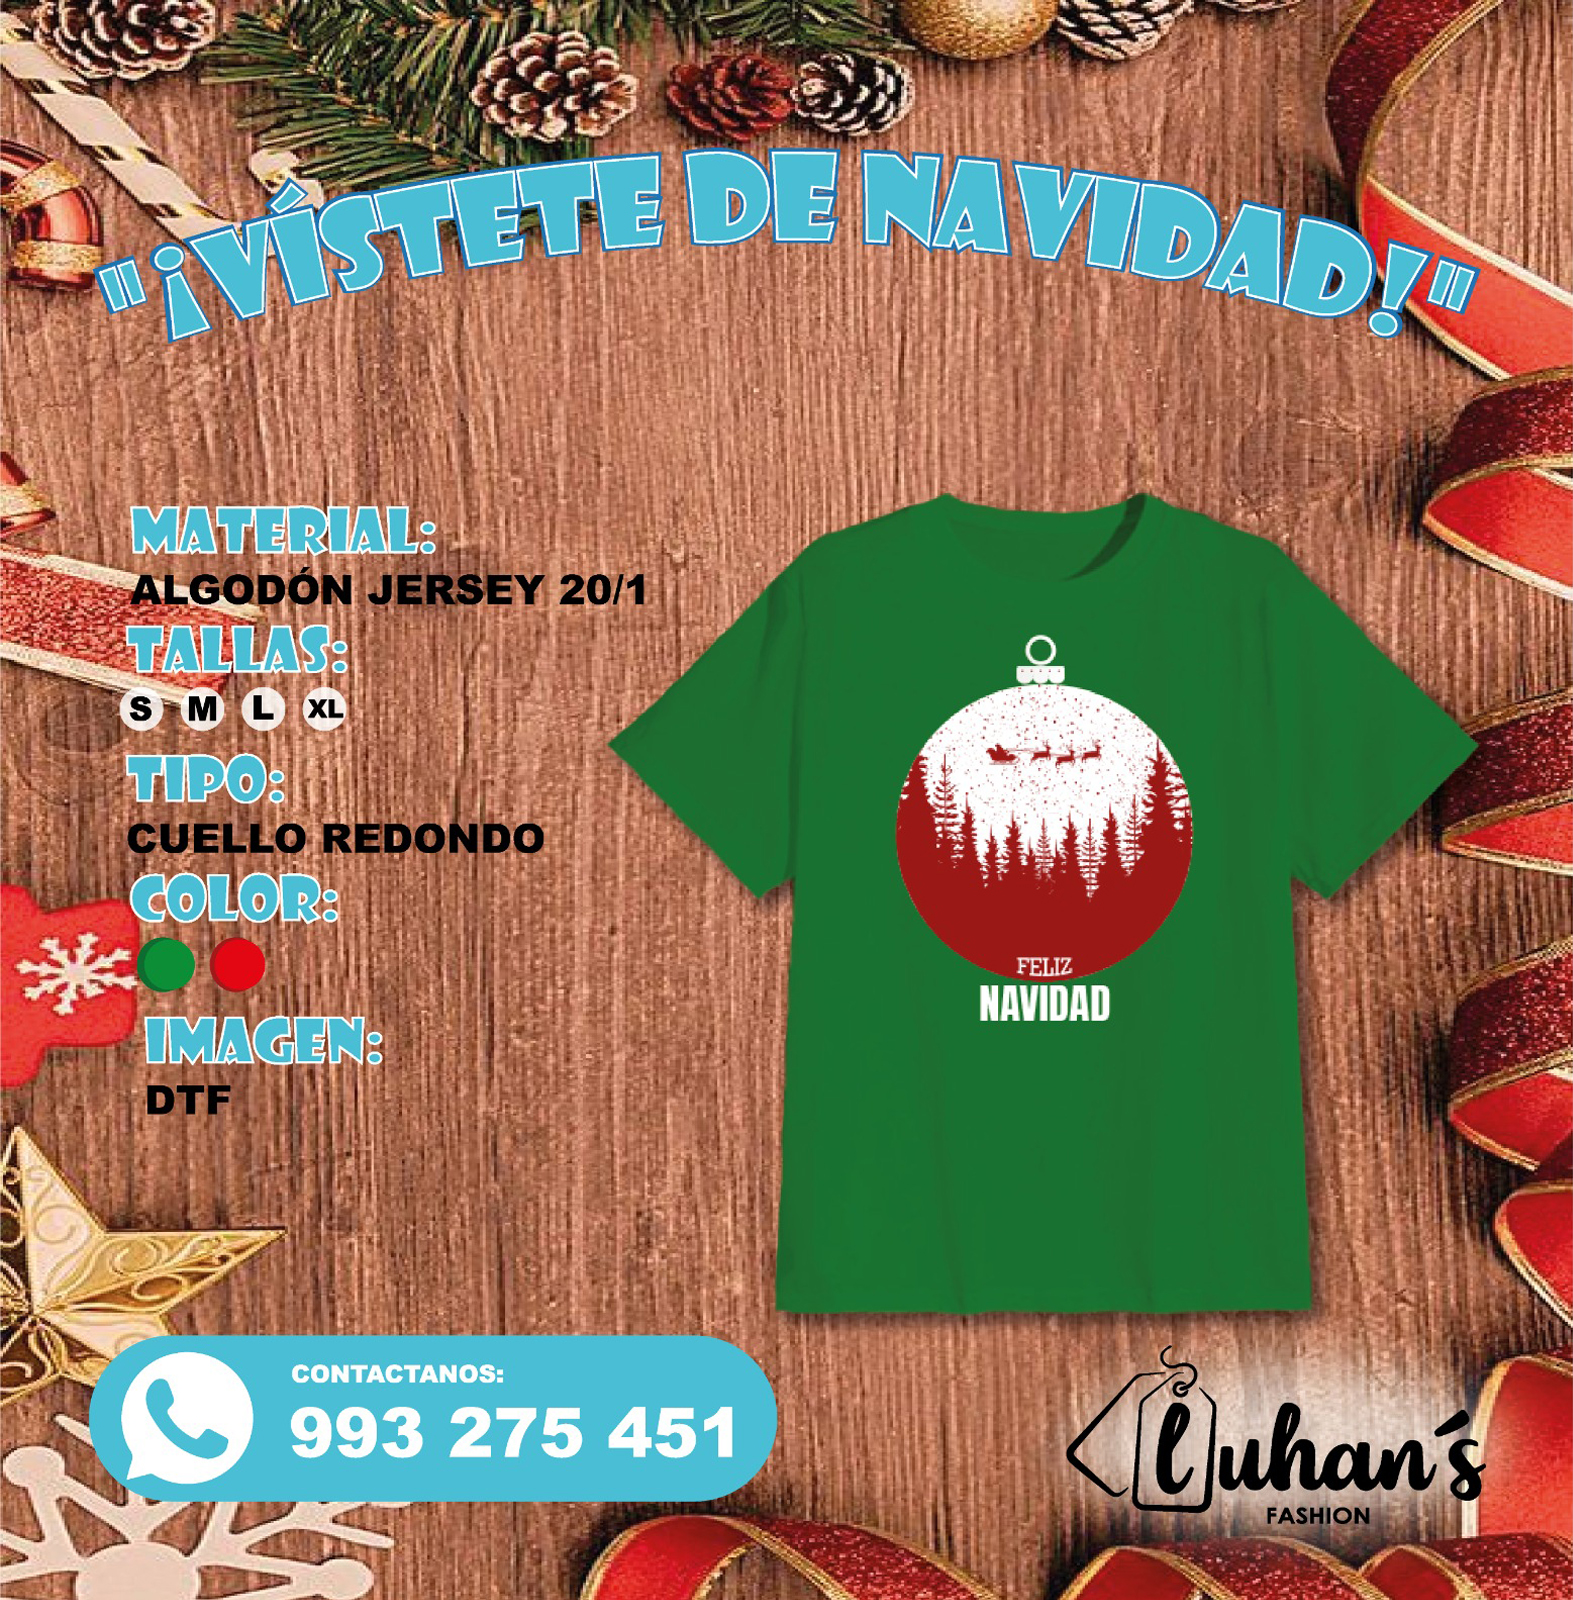 "¡VÍSTETE DE NAVIDAD!"
MATERIAL:
ALGODÓN JERSEY 20/1
TALLAS:
S M L XL
TIPO:
CUELLO REDONDO
COLOR:
IMAGEN:
DTF
FELIZ
NAVIDAD
CONTACTANOS:
993 275 451
Luhan´s
FASHION